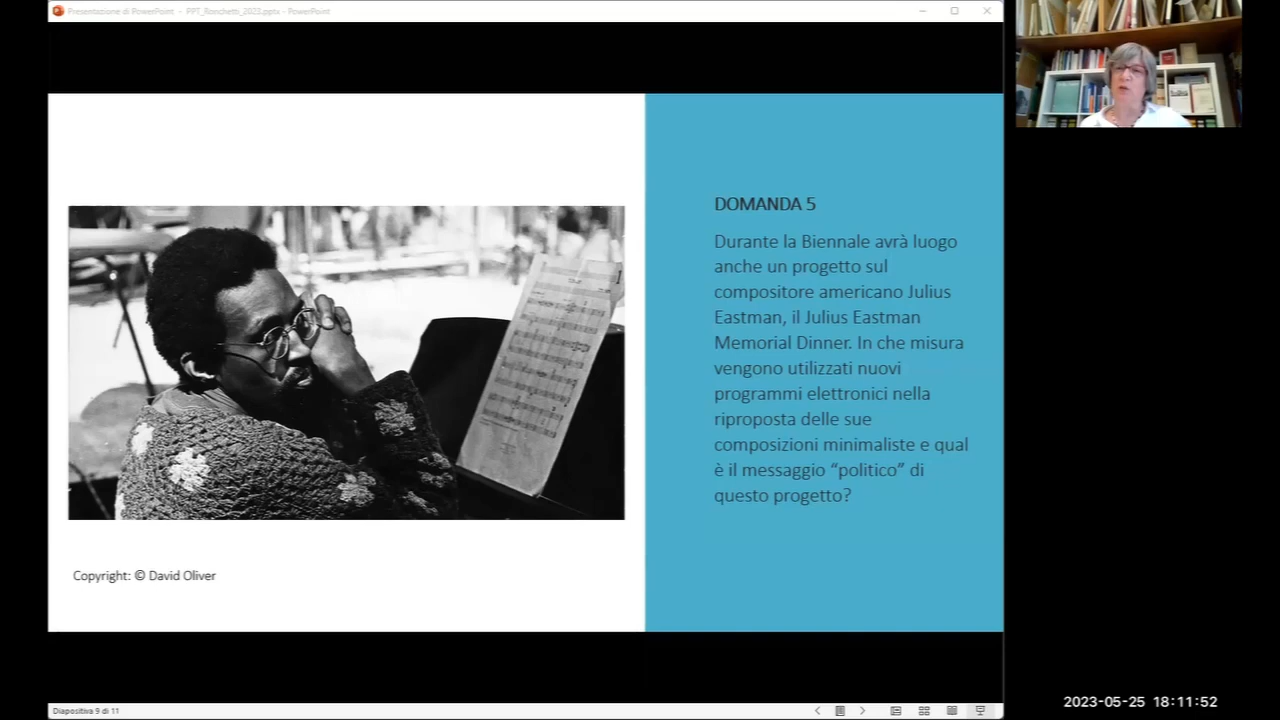 Presentazione di PowerPoint - PPT_Ronchetti_2023.pptx - PowerPoint
DOMANDA 5
Durante la Biennale avrà luogo
anche un progetto sul
compositore americano Julius
Eastman, il Julius Eastman
Memorial Dinner. In che misura
vengono utilizzati nuovi
programmi elettronici nella
riproposta delle sue
composizioni minimaliste e qual
è il messaggio “politico” di
questo progetto?
Copyright: © David Oliver
Diapositiva 9 di 11
2023-05-25 18:11:52